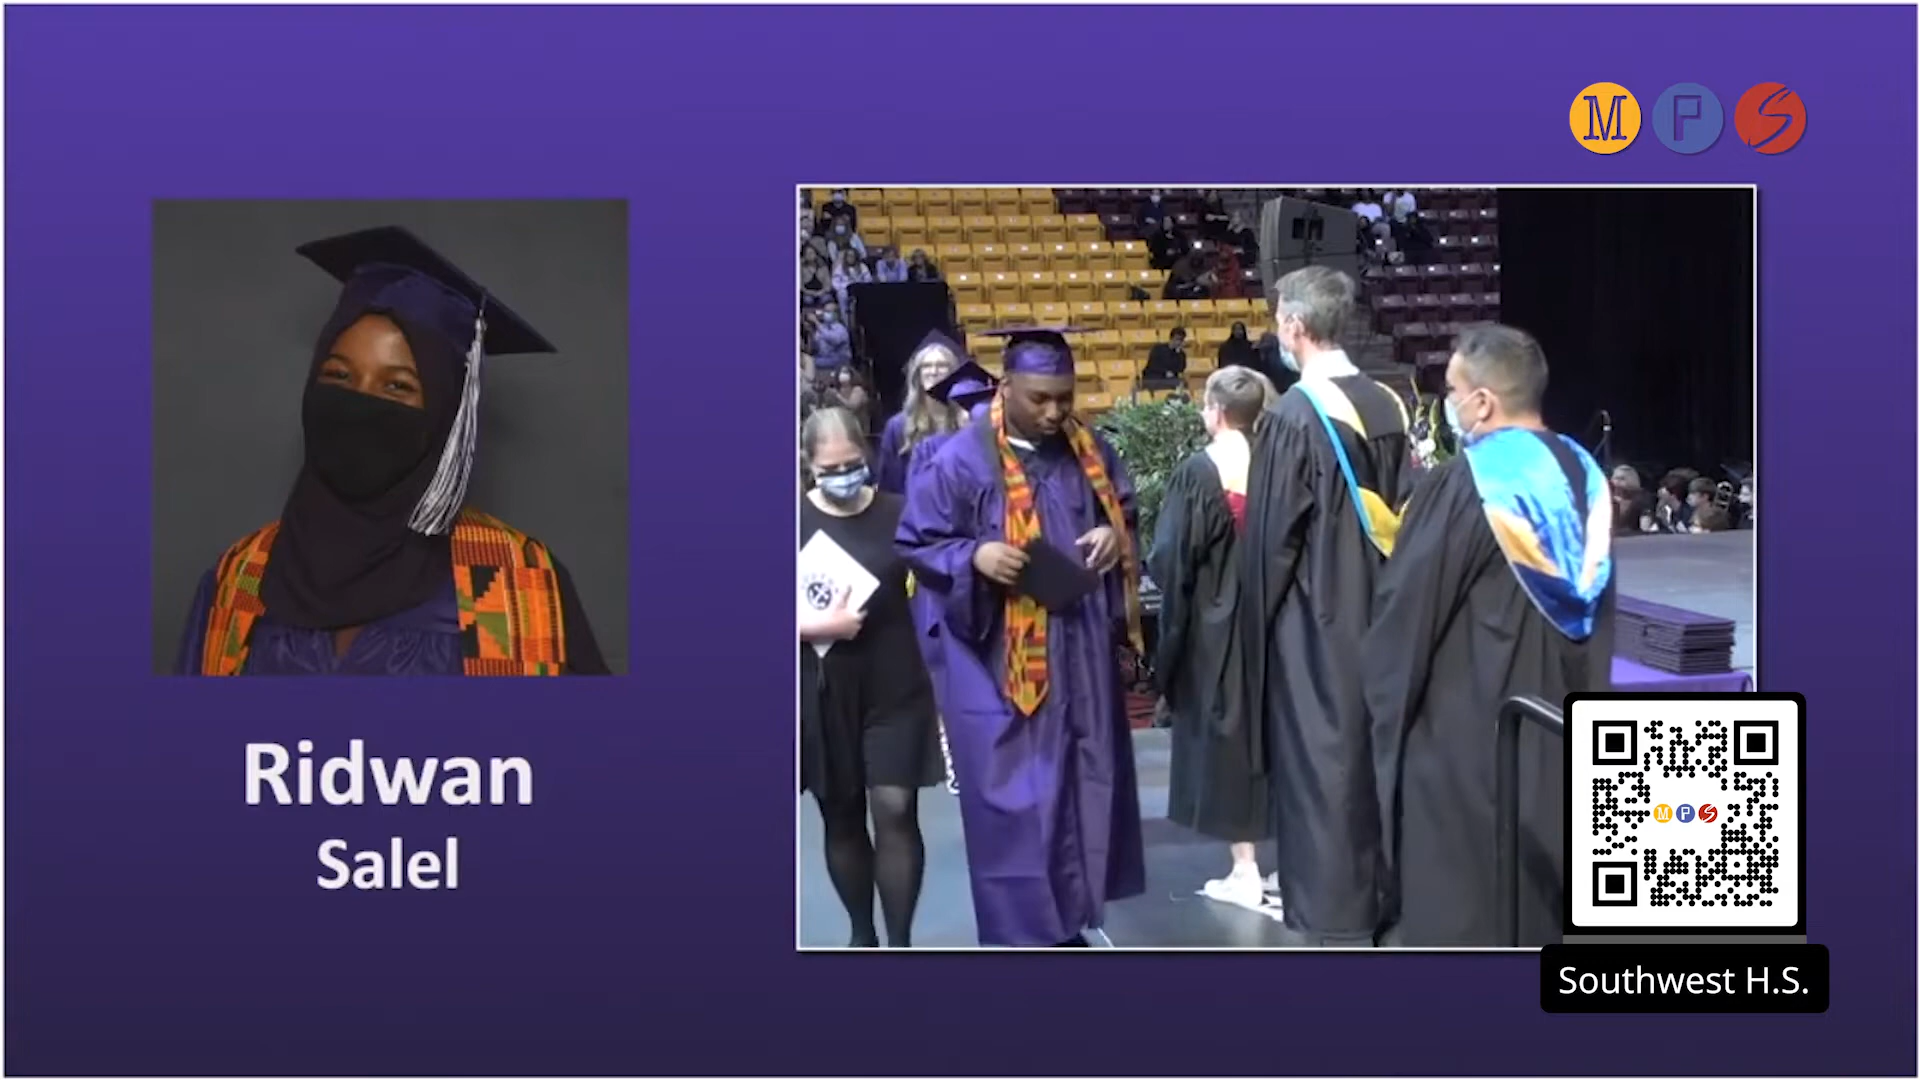 M P S
Ridwan
Salel
M P S
Southwest H.S.